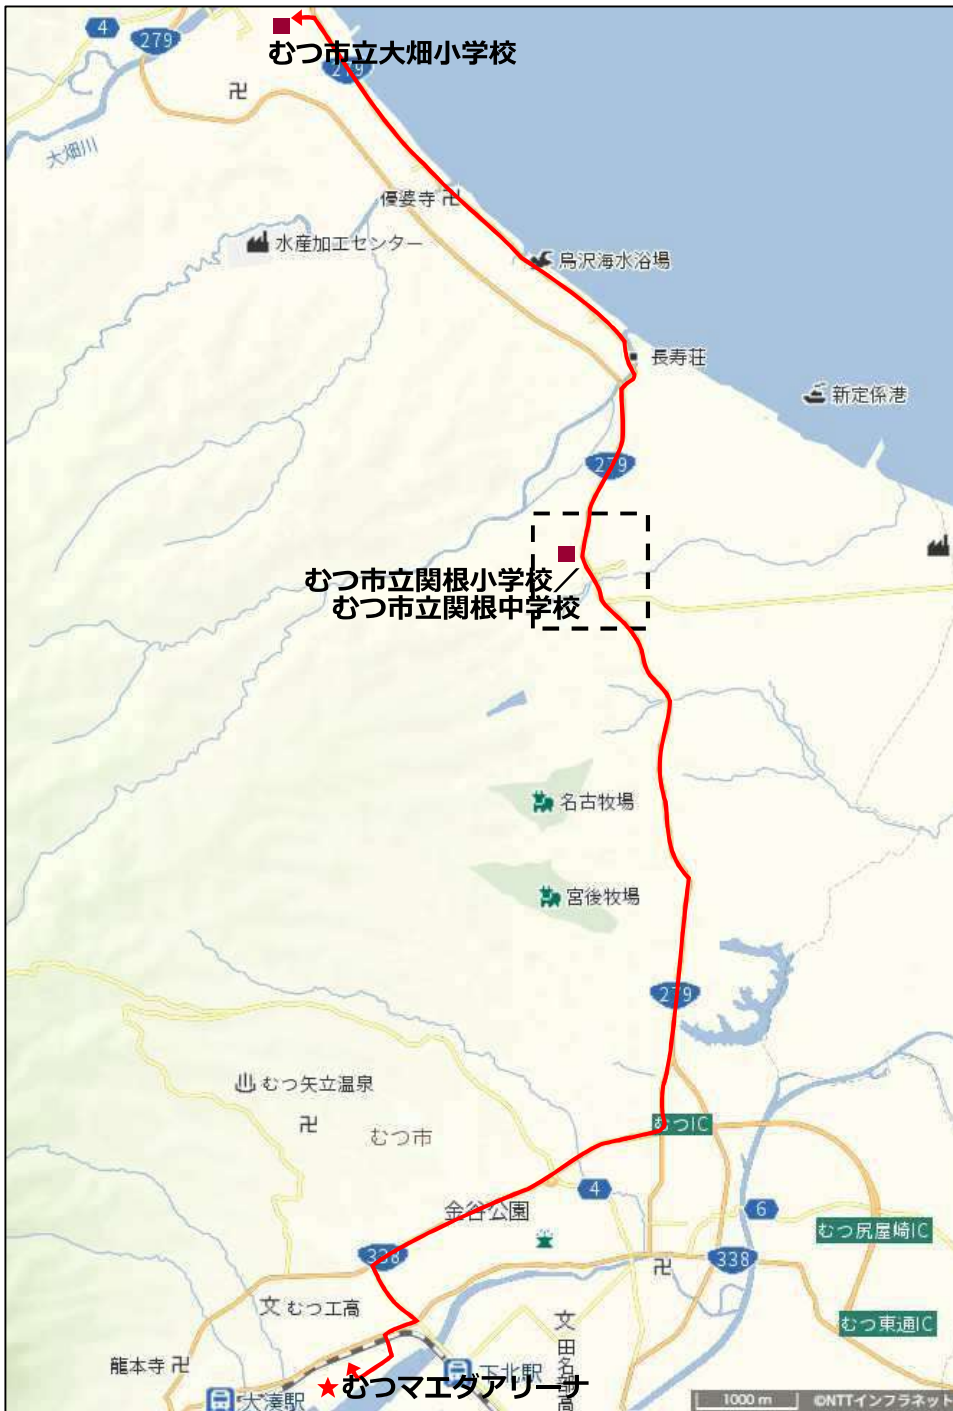 4
279
むつ市立大畑小学校
279
大畑川
優婆寺
水産加工センター
烏沢海水浴場
長寿荘
新定係港
279
むつ市立関根小学校／
むつ市立関根中学校
名古牧場
宮後牧場
279
むつ矢立温泉
むつ市
むつIC
4
金谷公園
6
むつ尻屋崎IC
338
338
文 むつ工高
文
田名部高
むつ東通IC
龍本寺
下北駅
大湊駅
★むつマエダアリーナ
1000 m
©NTTインフラネット